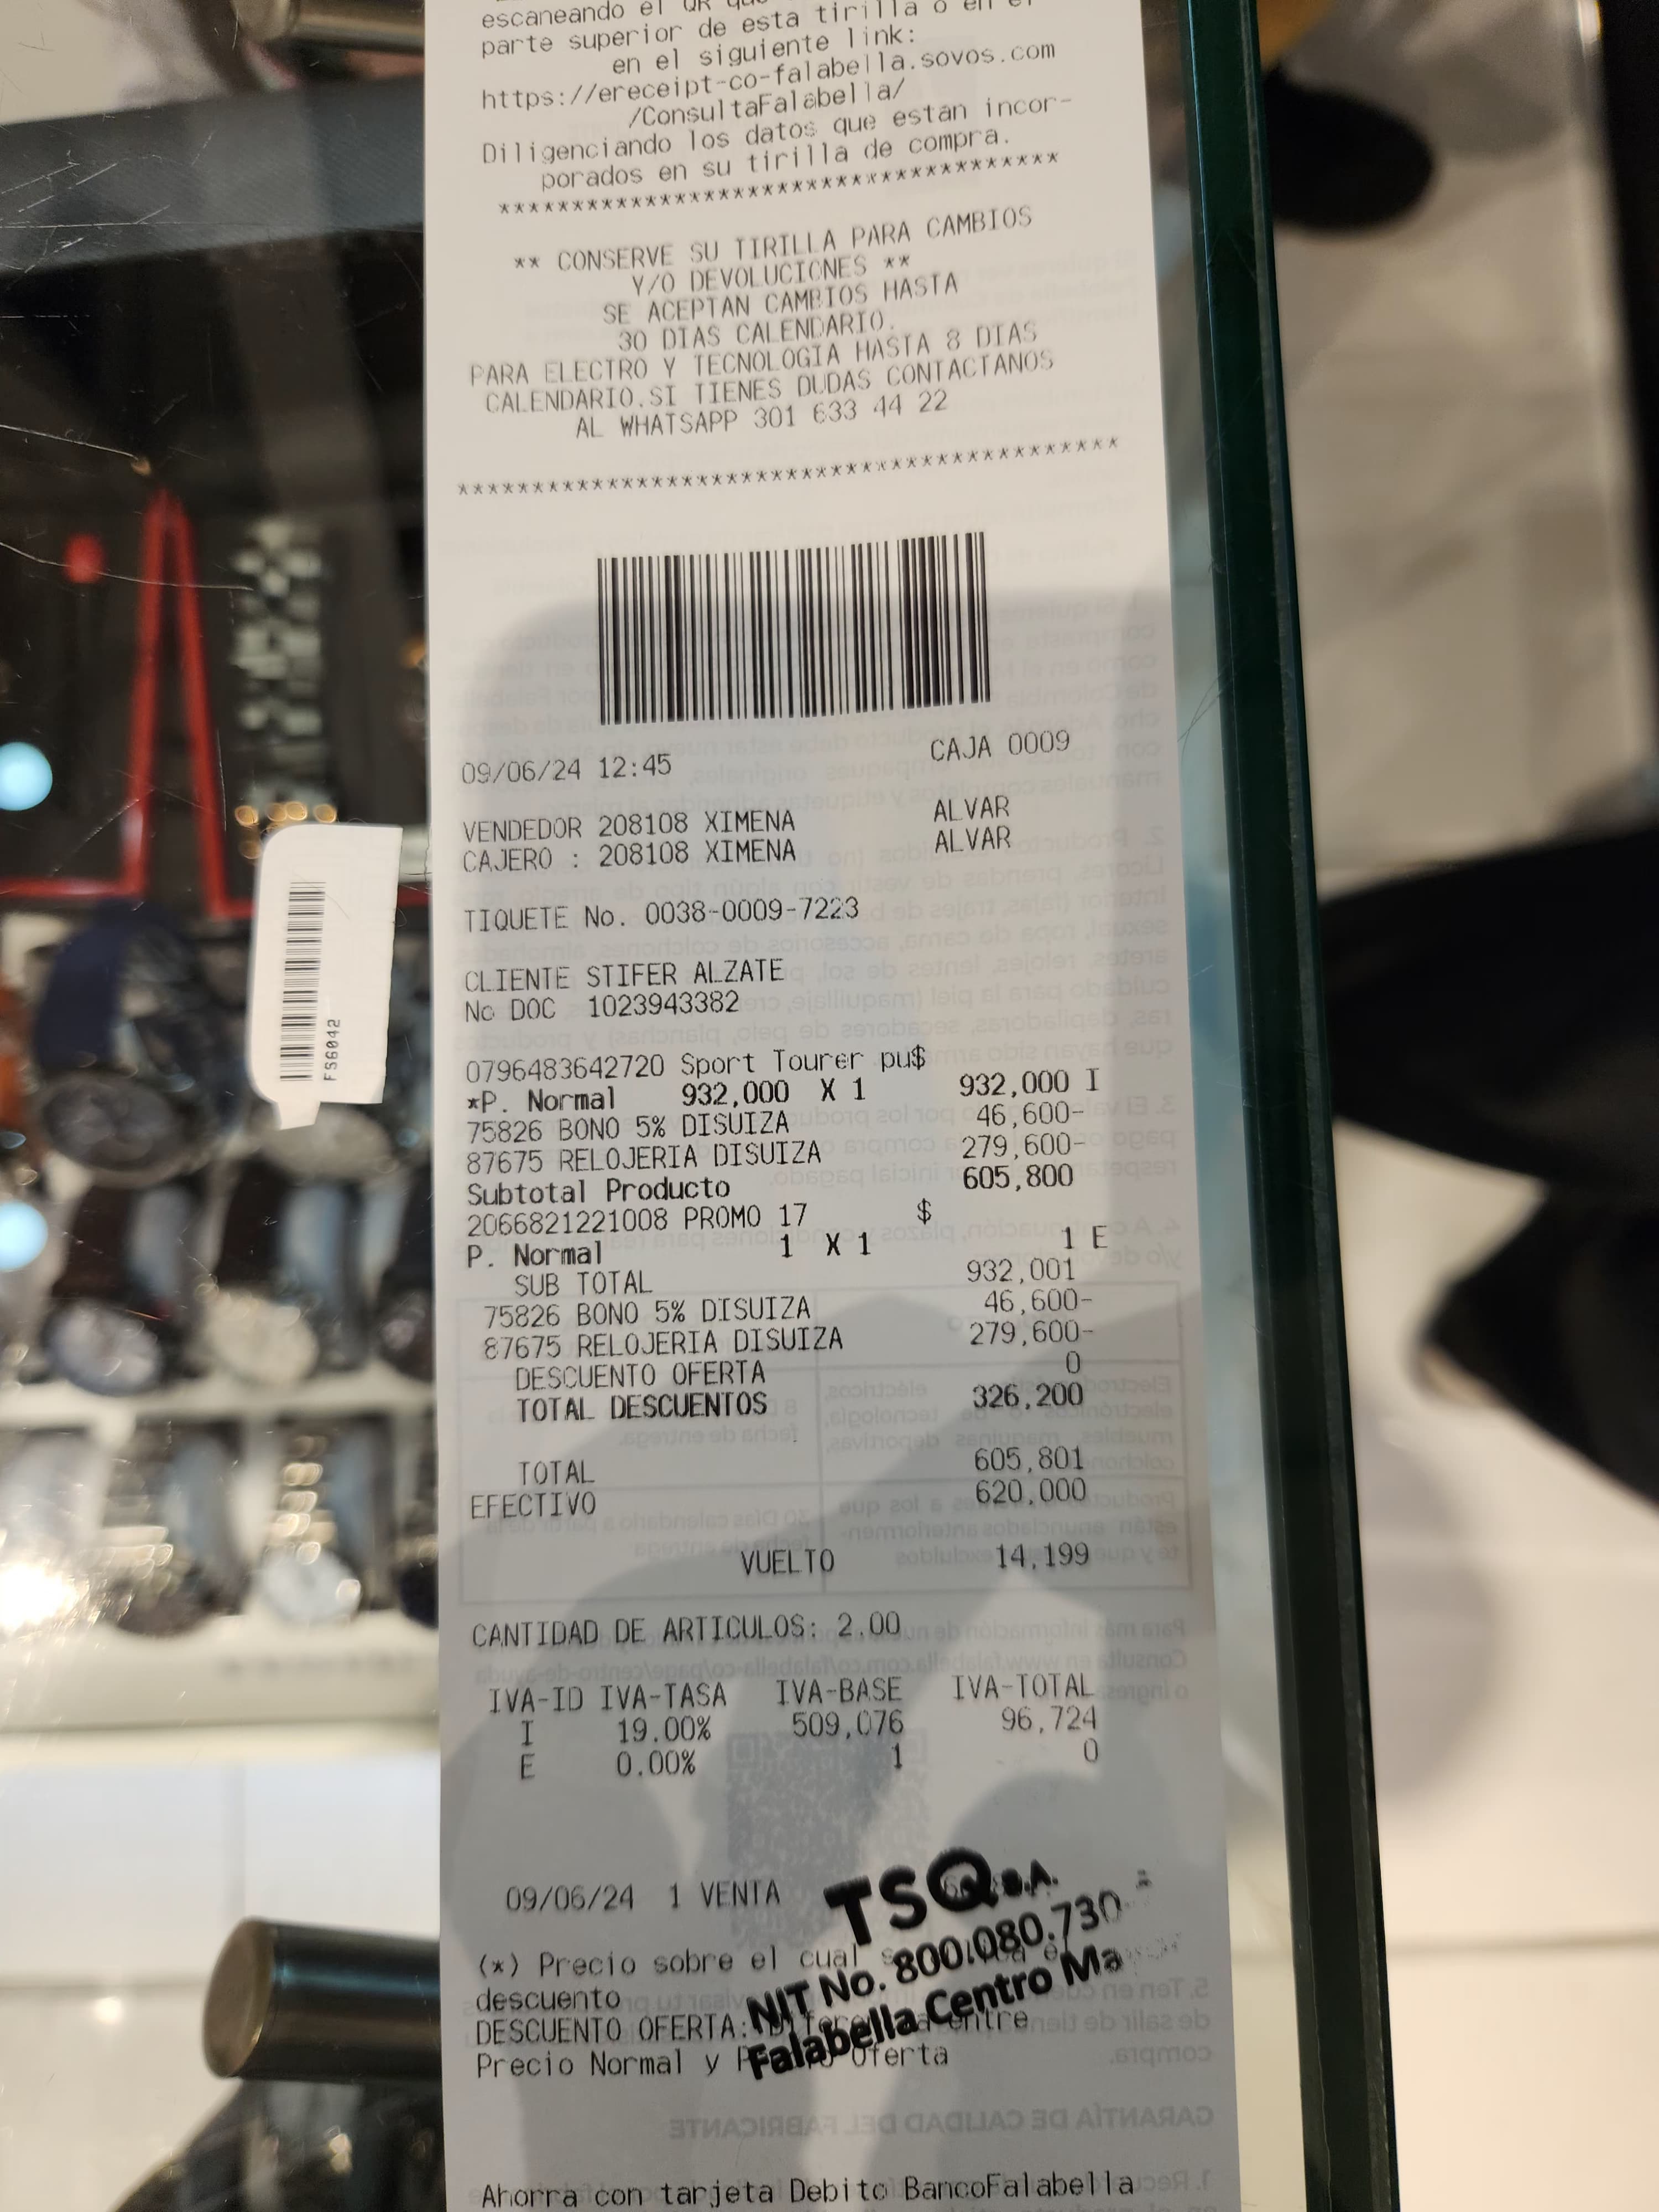 escaneando el QR
parte superior de esta tirilla o en el
en el siguiente link:
https://ereceipt-co-falabella.sovos.com
/ConsultaFalabella/
Diligenciando los datos que estan incor-
porados en su tirilla de compra.
** CONSERVE SU TIRILLA PARA CAMBIOS
Y/O DEVOLUCIONES **
SE ACEPTAN CAMBIOS HASTA
30 DIAS CALENDARIO.
PARA ELECTRO Y TECNOLOGIA HASTA 8 DIAS
CALENDARIO.SI TIENES DUDAS CONTACTANOS
AL WHATSAPP 301 633 44 22
09/06/24 12:45 CAJA 0009
VENDEDOR 208108 XIMENA ALVAR
CAJERO : 208108 XIMENA ALVAR
TIQUETE No. 0038-0009-7223
CLIENTE STIFER ALZATE
No DOC 1023943382
0796483642720 Sport Tourer pu$
*P. Normal 932,000 X 1 932,000 I
75826 BONO 5% DISUIZA 46,600-
87675 RELOJERIA DISUIZA 279,600-
Subtotal Producto 605,800
2066821221008 PROMO 17 $
P. Normal 1 X 1 1 E
SUB TOTAL 932,001
75826 BONO 5% DISUIZA 46,600-
87675 RELOJERIA DISUIZA 279,600-
DESCUENTO OFERTA 0
TOTAL DESCUENTOS 326,200
TOTAL 605,801
EFECTIVO 620,000
VUELTO 14,199
CANTIDAD DE ARTICULOS: 2.00
IVA-ID IVA-TASA IVA-BASE IVA-TOTAL
I 19.00% 509,076 96,724
E 0.00% 1 0
09/06/24 1 VENTA
TSQ S.A.
NIT No. 800.080.730
Falabella Centro Ma
(*) Precio sobre el cual
descuento
DESCUENTO OFERTA: entre
Precio Normal y Oferta
Ahorra con tarjeta Debito BancoFalabella
FS6042